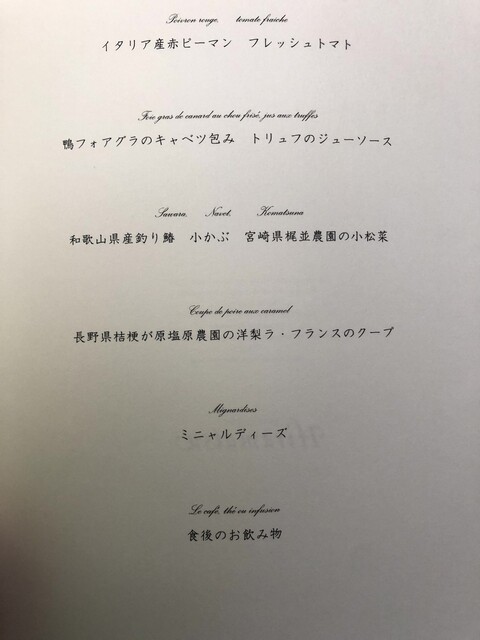 Poivron rouge, tomate fraiche
イタリア産赤ピーマン フレッシュトマト
Foie gras de canard au chou frisé, jus aux truffes
鴨フォアグラのキャベツ包み トリュフのジューソース
Sawara, Navet, Komatsuna
和歌山県産釣り鰆 小かぶ 宮崎県梶並農園の小松菜
Coupe de poire aux caramel
長野県桔梗が原塩原農園の洋梨ラ・フランスのクープ
Mignardises
ミニャルディーズ
Le café, thé ou infusion
食後のお飲み物